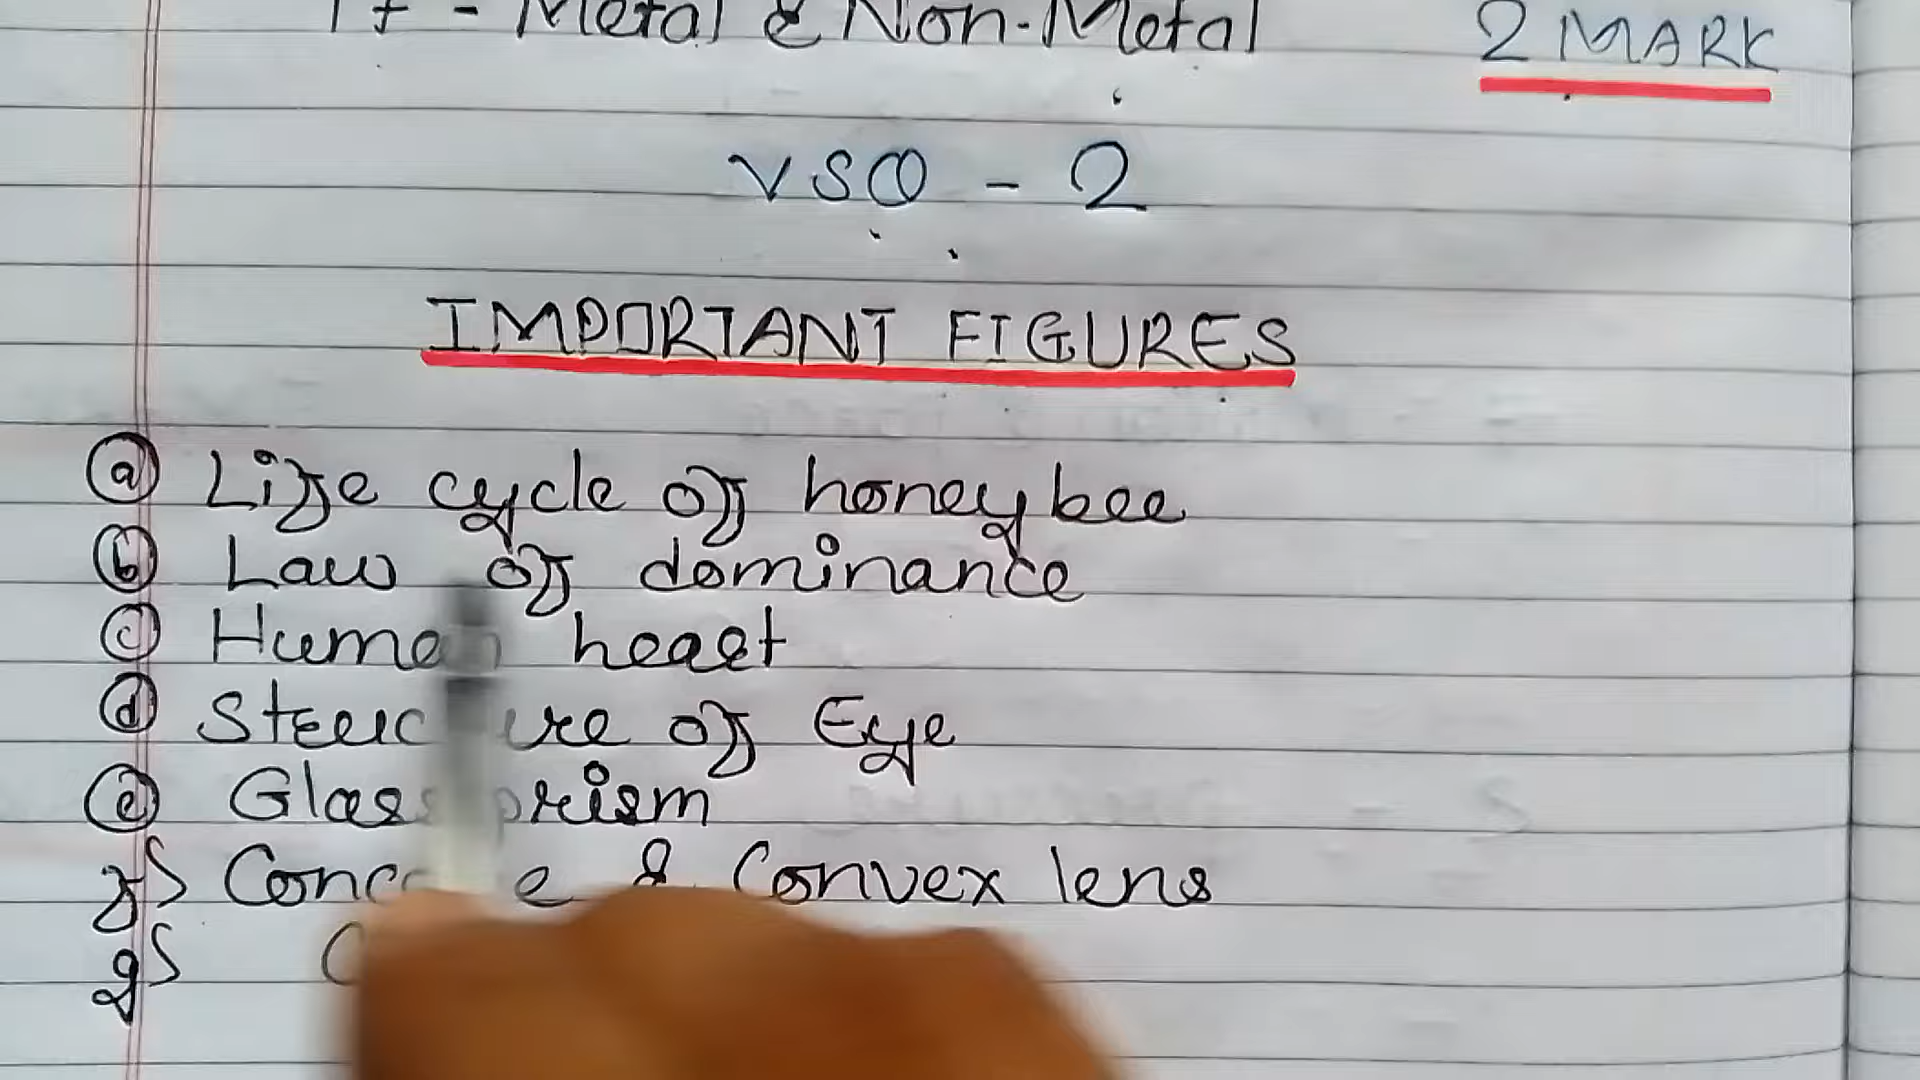 17 - Metal & Non-Metal 2 MARK
VSQ - 2
IMPORTANT FIGURES
(a) Life cycle of honeybee
(b) Law of dominance
(c) Human heart
(d) Structure of Eye
(e) Glass prism
f) Concave & Convex lens
g)